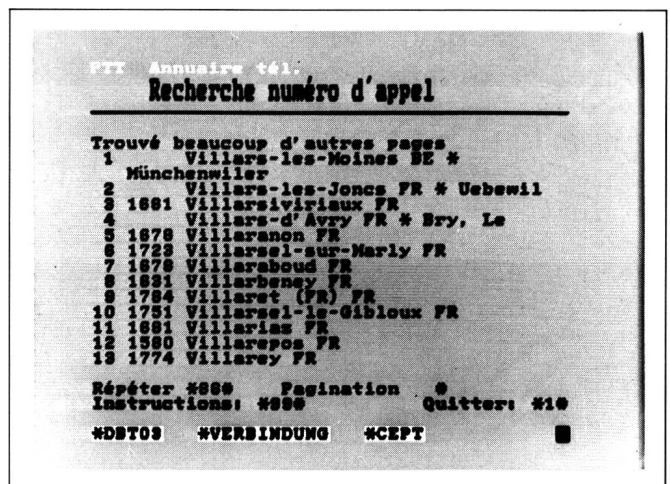 PTT Annuaire tél.
Recherche numéro d'appel
Trouvé beaucoup d'autres pages
1 Villars-les-Moines BE *
Münchenwiler
2 Villars-les-Joncs FR * Uebewil
3 1681 Villarsiviriaux FR
4 Villars-d'Avry FR * Bry, Le
5 1678 Villaranon FR
6 1723 Villarsel-sur-Marly FR
7 1679 Villaraboud FR
8 1631 Villarbeney FR
9 1784 Villaret (FR) FR
10 1751 Villarsel-le-Gibloux FR
11 1681 Villarias FR
12 1580 Villarepos FR
13 1774 Villarey FR
Répéter *88# Pagination #
Instructions: *89# Quitter: *1#
*DBT03 *VERBINDUNG *CEPT